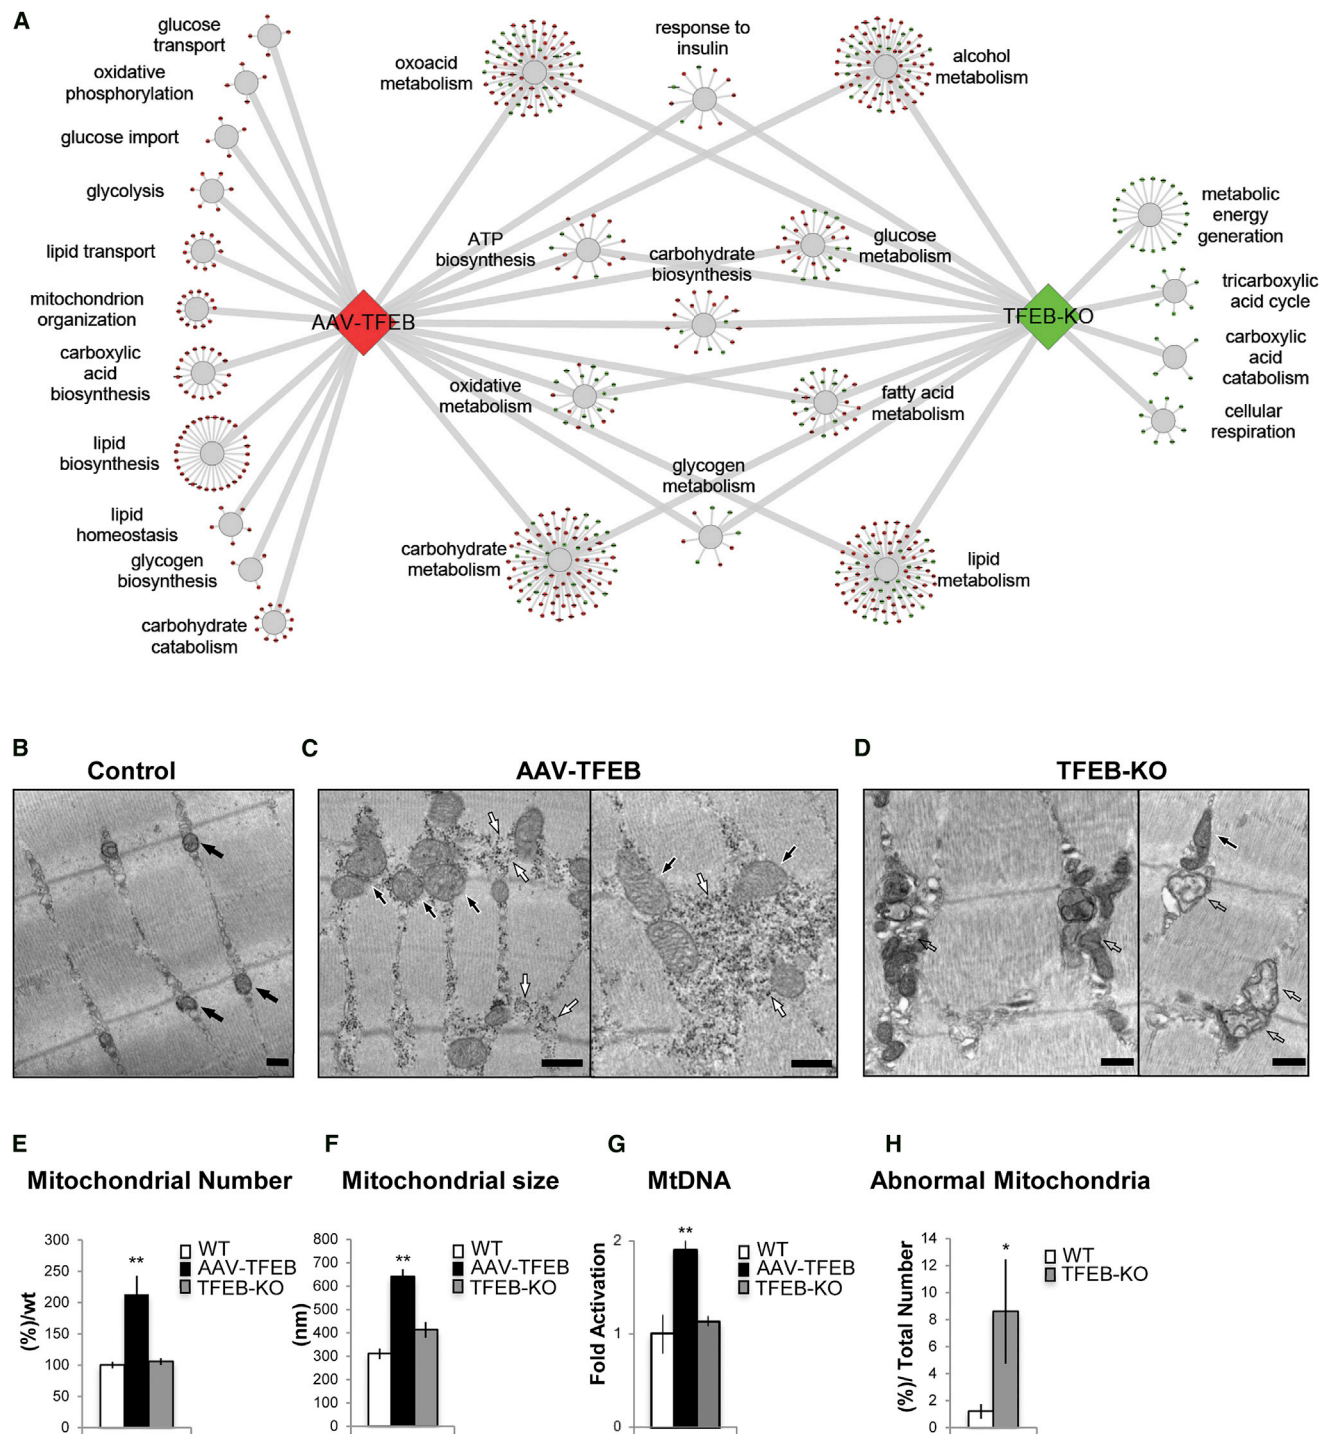 A
glucose
transport
oxidative
phosphorylation
glucose import
glycolysis
lipid transport
mitochondrion
organization
carboxylic
acid
biosynthesis
lipid
biosynthesis
lipid
homeostasis
glycogen
biosynthesis
carbohydrate
catabolism
AAV-TFEB
oxoacid
metabolism
response to
insulin
alcohol
metabolism
ATP
biosynthesis
carbohydrate
biosynthesis
glucose
metabolism
oxidative
metabolism
fatty acid
metabolism
glycogen
metabolism
carbohydrate
metabolism
lipid
metabolism
TFEB-KO
metabolic
energy
generation
tricarboxylic
acid cycle
carboxylic
acid
catabolism
cellular
respiration
B
Control
C
AAV-TFEB
D
TFEB-KO
E
Mitochondrial Number
(%)/wt
300
250
200
150
100
50
0
**
WT
AAV-TFEB
TFEB-KO
F
Mitochondrial size
(nm)
800
700
600
500
400
300
200
100
0
**
WT
AAV-TFEB
TFEB-KO
G
MtDNA
Fold Activation
2
1
0
**
WT
AAV-TFEB
TFEB-KO
H
Abnormal Mitochondria
(%)/ Total Number
14
12
10
8
6
4
2
0
*
WT
TFEB-KO